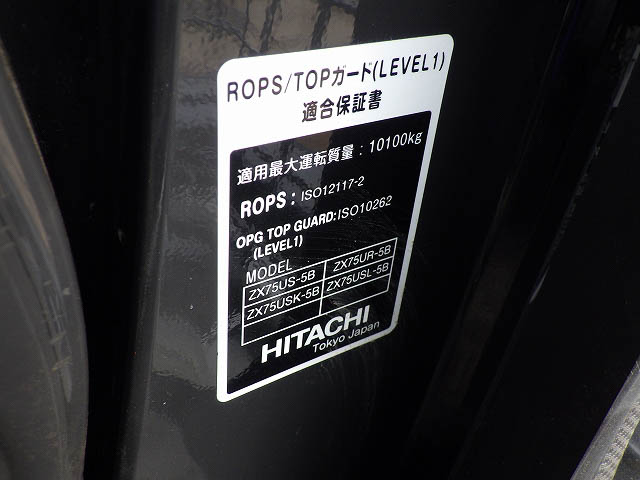 ROPS/TOPガード(LEVEL1)
適合保証書
適用最大運転質量：10100kg
ROPS：ISO12117-2
OPG TOP GUARD:ISO10262
(LEVEL1)
MODEL
ZX75US-5B ZX75UR-5B
ZX75USK-5B ZX75USL-5B
HITACHI
Tokyo Japan